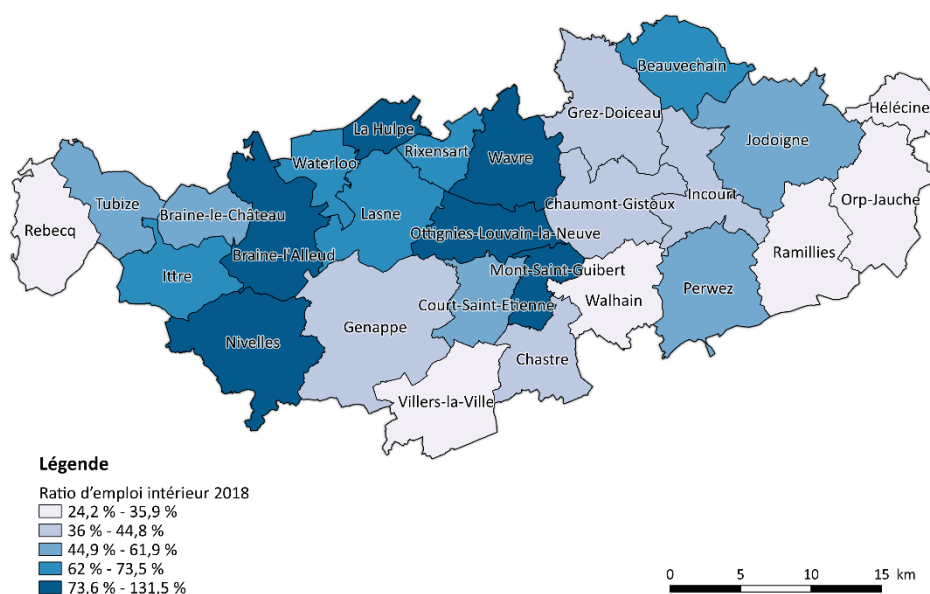 Beauvechain
Hélécine
Grez-Doiceau
La Hulpe
Jodoigne
Rixensart
Wavre
Waterloo
Incourt
Tubize
Orp-Jauche
Chaumont-Gistoux
Braine-le-Château
Lasne
Rebecq
Ottignies-Louvain-la-Neuve
Ramillies
Braine-l'Alleud
Mont-Saint-Guibert
Ittre
Perwez
Walhain
Court-Saint-Etienne
Genappe
Nivelles
Chastre
Villers-la-Ville
Légende
Ratio d'emploi intérieur 2018
24,2 % - 35,9 %
36 % - 44,8 %
44,9 % - 61,9 %
62 % - 73,5 %
73.6 % - 131.5 %
0 5 10 15 km